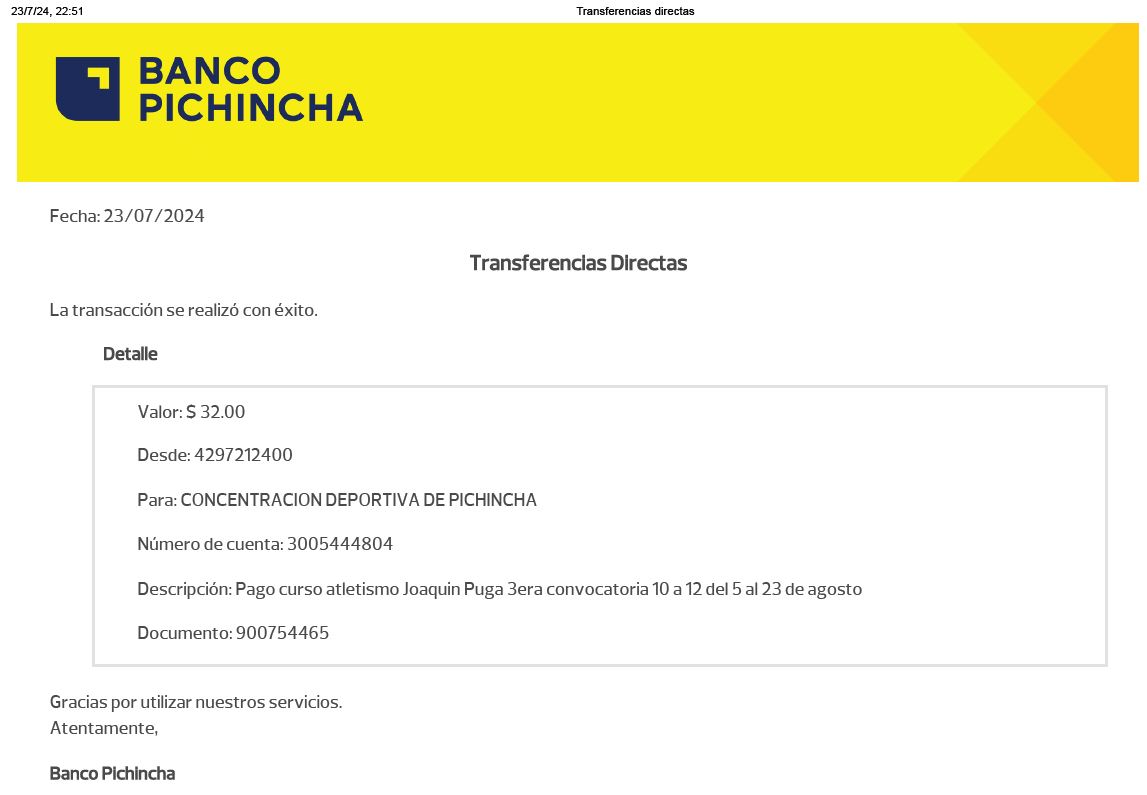 23/7/24, 22:51 Transferencias directas
BANCO
PICHINCHA
Fecha: 23/07/2024
Transferencias Directas
La transacción se realizó con éxito.
Detalle
Valor: $ 32.00
Desde: 4297212400
Para: CONCENTRACION DEPORTIVA DE PICHINCHA
Número de cuenta: 3005444804
Descripción: Pago curso atletismo Joaquin Puga 3era convocatoria 10 a 12 del 5 al 23 de agosto
Documento: 900754465
Gracias por utilizar nuestros servicios.
Atentamente,
Banco Pichincha